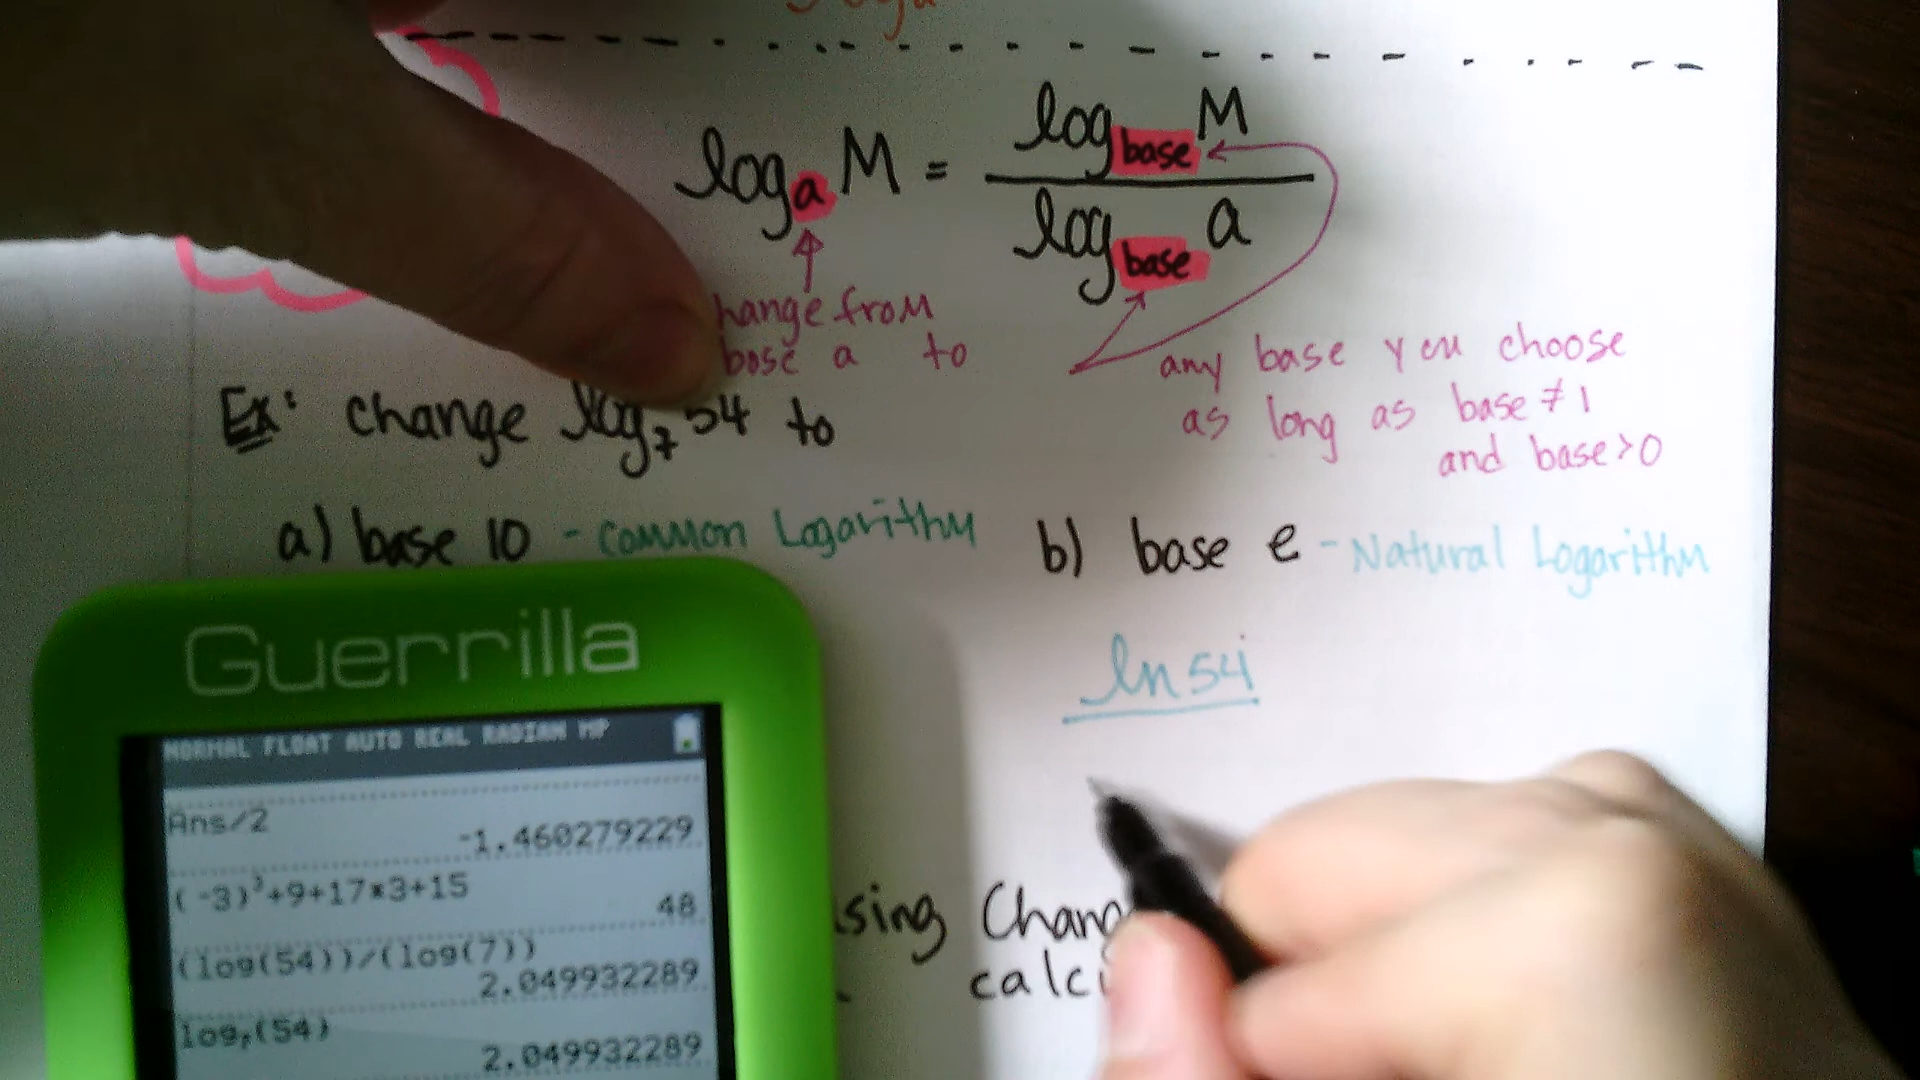 log_a M = log_base M / log_base a
hange from
base a to
any base you choose
as long as base ≠ 1
and base > 0
Ex: change log_7 54 to
a) base 10 - Common Logarithm
b) base e - Natural Logarithm
ln 54
Guerrilla
NORMAL FLOAT AUTO REAL RADIAN MP
Ans/2
-1.460279229
(-3)³+9+17*3+15
48
(log(54))/(log(7))
2.049932289
log₇(54)
2.049932289
sing Chang
calc